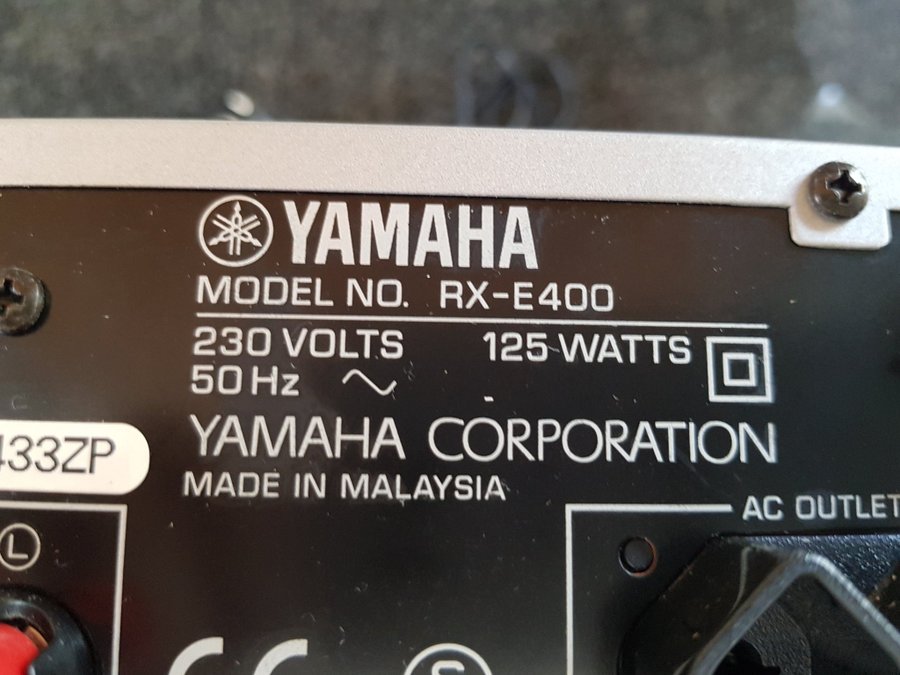 YAMAHA
MODEL NO. RX-E400
230 VOLTS 125 WATTS
50 Hz ~
YAMAHA CORPORATION
MADE IN MALAYSIA
433ZP
L
AC OUTLET
CE
S